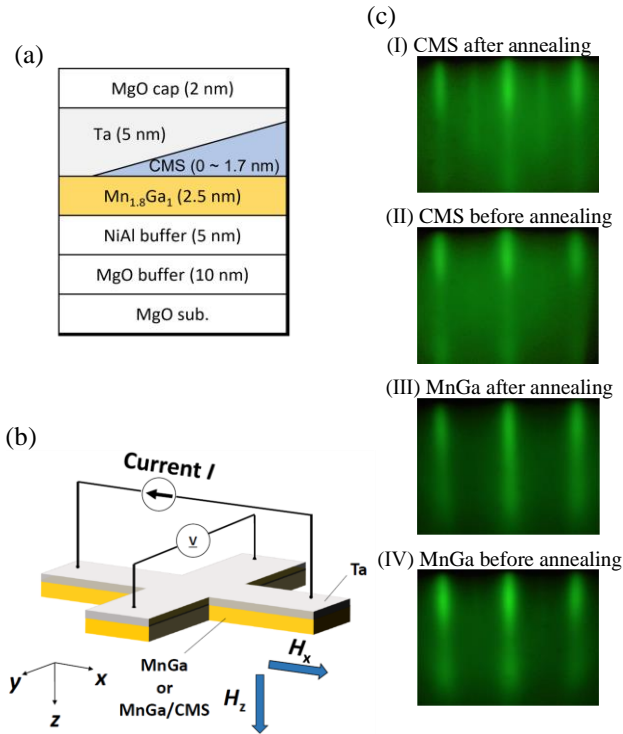 (a)
MgO cap (2 nm)
Ta (5 nm)
CMS (0 ~ 1.7 nm)
Mn1.8Ga1 (2.5 nm)
NiAl buffer (5 nm)
MgO buffer (10 nm)
MgO sub.
(b)
Current I
V
Ta
MnGa
or
MnGa/CMS
Hx
Hz
x
y
z
(c)
(I) CMS after annealing
(II) CMS before annealing
(III) MnGa after annealing
(IV) MnGa before annealing